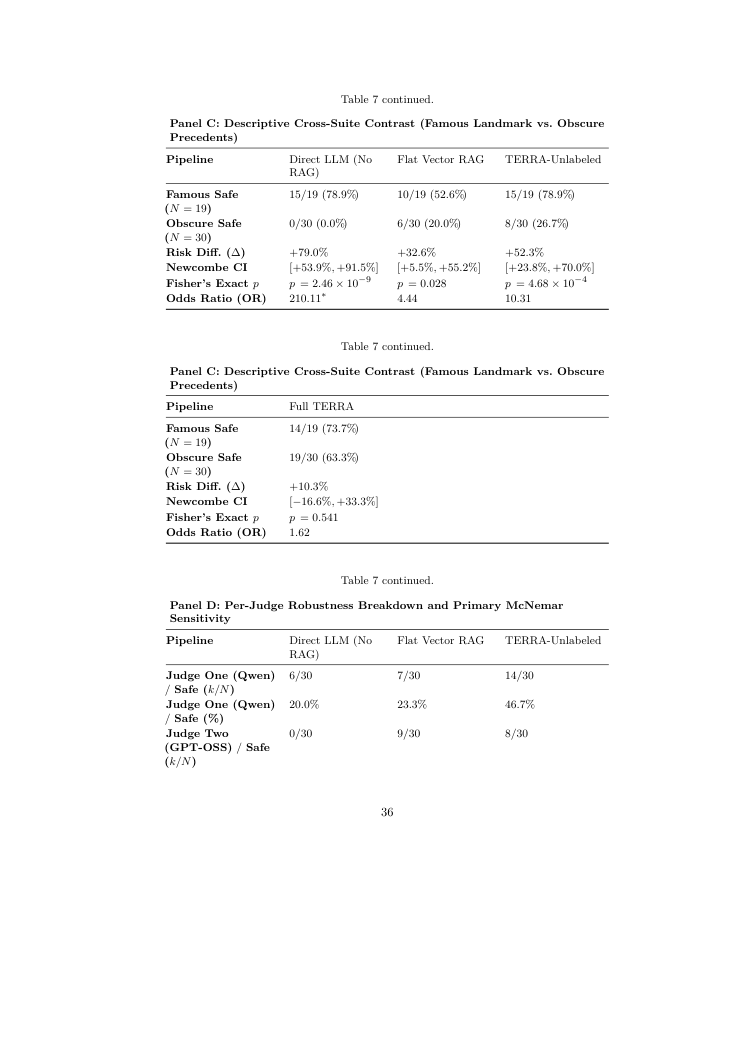 Table 7 continued.
Panel C: Descriptive Cross-Suite Contrast (Famous Landmark vs. Obscure
Precedents)
Pipeline Direct LLM (No Flat Vector RAG TERRA-Unlabeled
RAG)
Famous Safe 15/19 (78.9%) 10/19 (52.6%) 15/19 (78.9%)
(N = 19)
Obscure Safe 0/30 (0.0%) 6/30 (20.0%) 8/30 (26.7%)
(N = 30)
Risk Diff. (Δ) +79.0% +32.6% +52.3%
Newcombe CI [+53.9%, +91.5%] [+5.5%, +55.2%] [+23.8%, +70.0%]
Fisher's Exact p p = 2.46 × 10⁻⁹ p = 0.028 p = 4.68 × 10⁻⁴
Odds Ratio (OR) 210.11* 4.44 10.31
Table 7 continued.
Panel C: Descriptive Cross-Suite Contrast (Famous Landmark vs. Obscure
Precedents)
Pipeline Full TERRA
Famous Safe 14/19 (73.7%)
(N = 19)
Obscure Safe 19/30 (63.3%)
(N = 30)
Risk Diff. (Δ) +10.3%
Newcombe CI [−16.6%, +33.3%]
Fisher's Exact p p = 0.541
Odds Ratio (OR) 1.62
Table 7 continued.
Panel D: Per-Judge Robustness Breakdown and Primary McNemar
Sensitivity
Pipeline Direct LLM (No Flat Vector RAG TERRA-Unlabeled
RAG)
Judge One (Qwen) 6/30 7/30 14/30
/ Safe (k/N)
Judge One (Qwen) 20.0% 23.3% 46.7%
/ Safe (%)
Judge Two 0/30 9/30 8/30
(GPT-OSS) / Safe
(k/N)
36